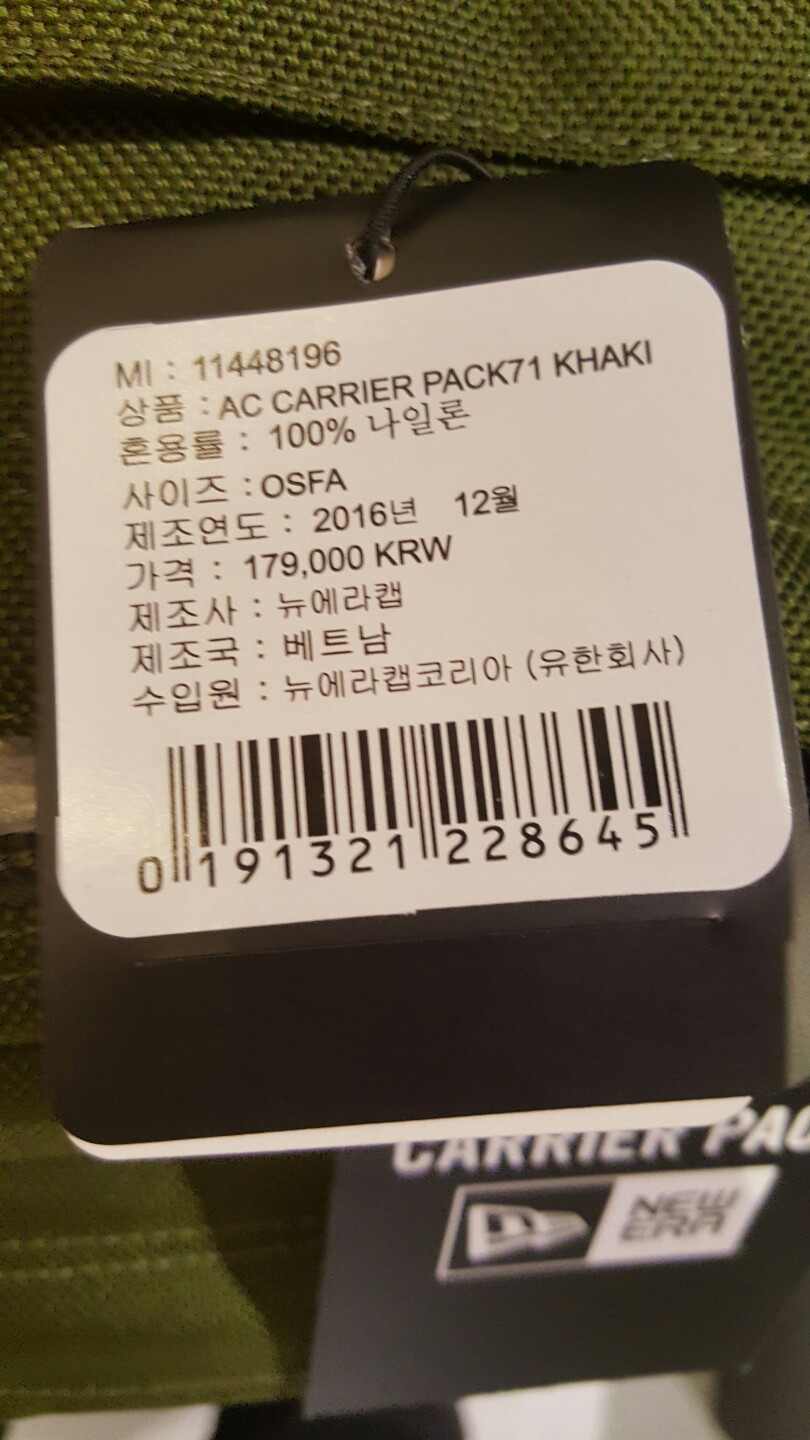 MI : 11448196
상품 : AC CARRIER PACK71 KHAKI
혼용률 : 100% 나일론
사이즈 : OSFA
제조연도 : 2016년 12월
가격 : 179,000 KRW
제조사 : 뉴에라캡
제조국 : 베트남
수입원 : 뉴에라캡코리아 (유한회사)
0 191321 228645
CARRIER PAC
NEW
ERA